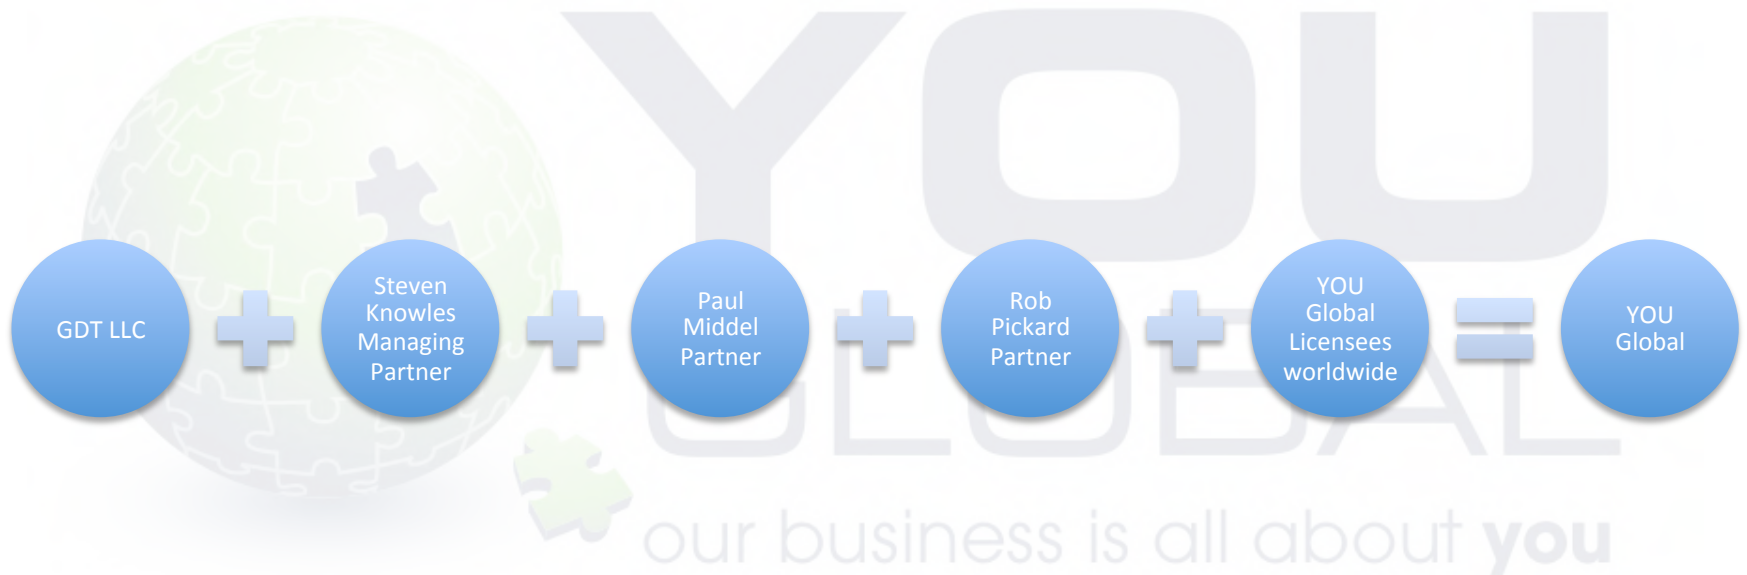 YOU
GLOBAL
our business is all about you
GDT LLC
Steven
Knowles
Managing
Partner
Paul
Middel
Partner
Rob
Pickard
Partner
YOU
Global
Licensees
worldwide
YOU
Global